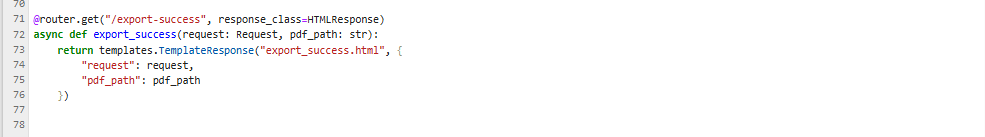 70
71 @router.get("/export-success", response_class=HTMLResponse)
72 async def export_success(request: Request, pdf_path: str):
73     return templates.TemplateResponse("export_success.html", {
74         "request": request,
75         "pdf_path": pdf_path
76     })
77
78